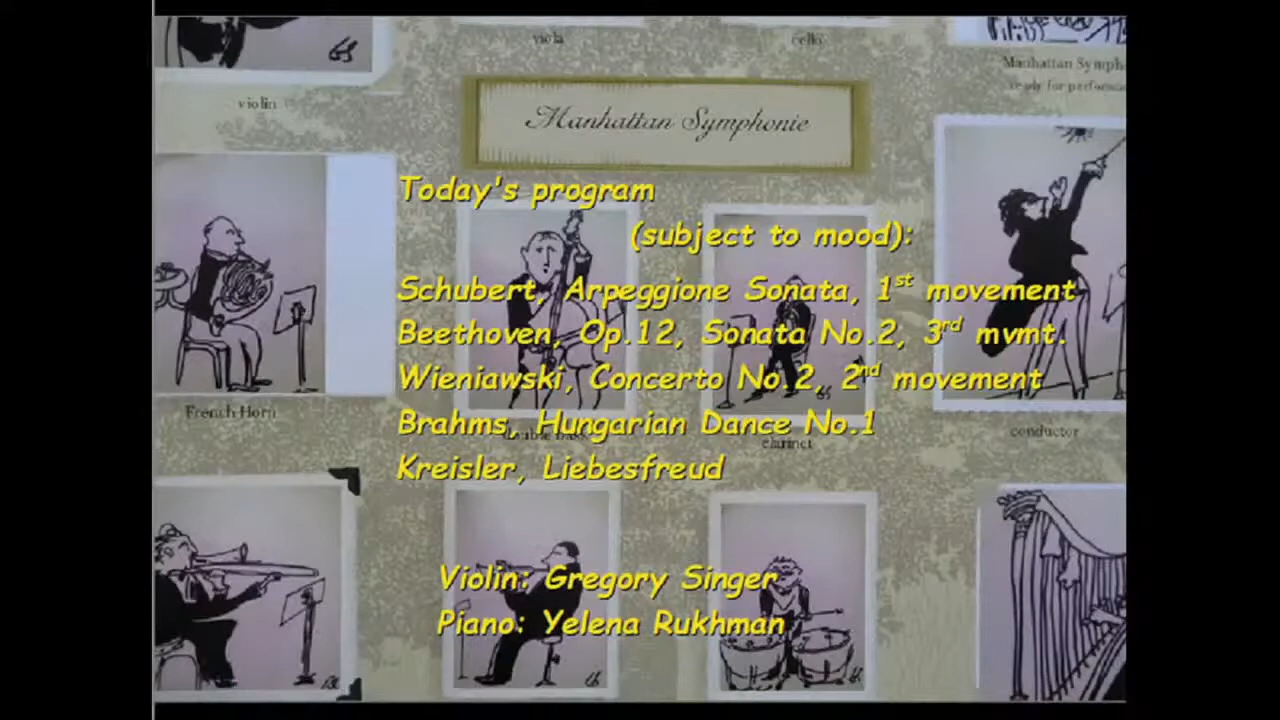 viola
cello
Manhattan Symph
ready for performa
violin
Manhattan Symphonie
Today's program
(subject to mood):
Schubert, Arpeggione Sonata, 1st movement
Beethoven, Op.12, Sonata No.2, 3rd mvmt.
Wieniawski, Concerto No.2, 2nd movement
Brahms, Hungarian Dance No.1
Kreisler, Liebesfreud
French Horn
double bass
clarinet
conductor
Violin: Gregory Singer
Piano: Yelena Rukhman